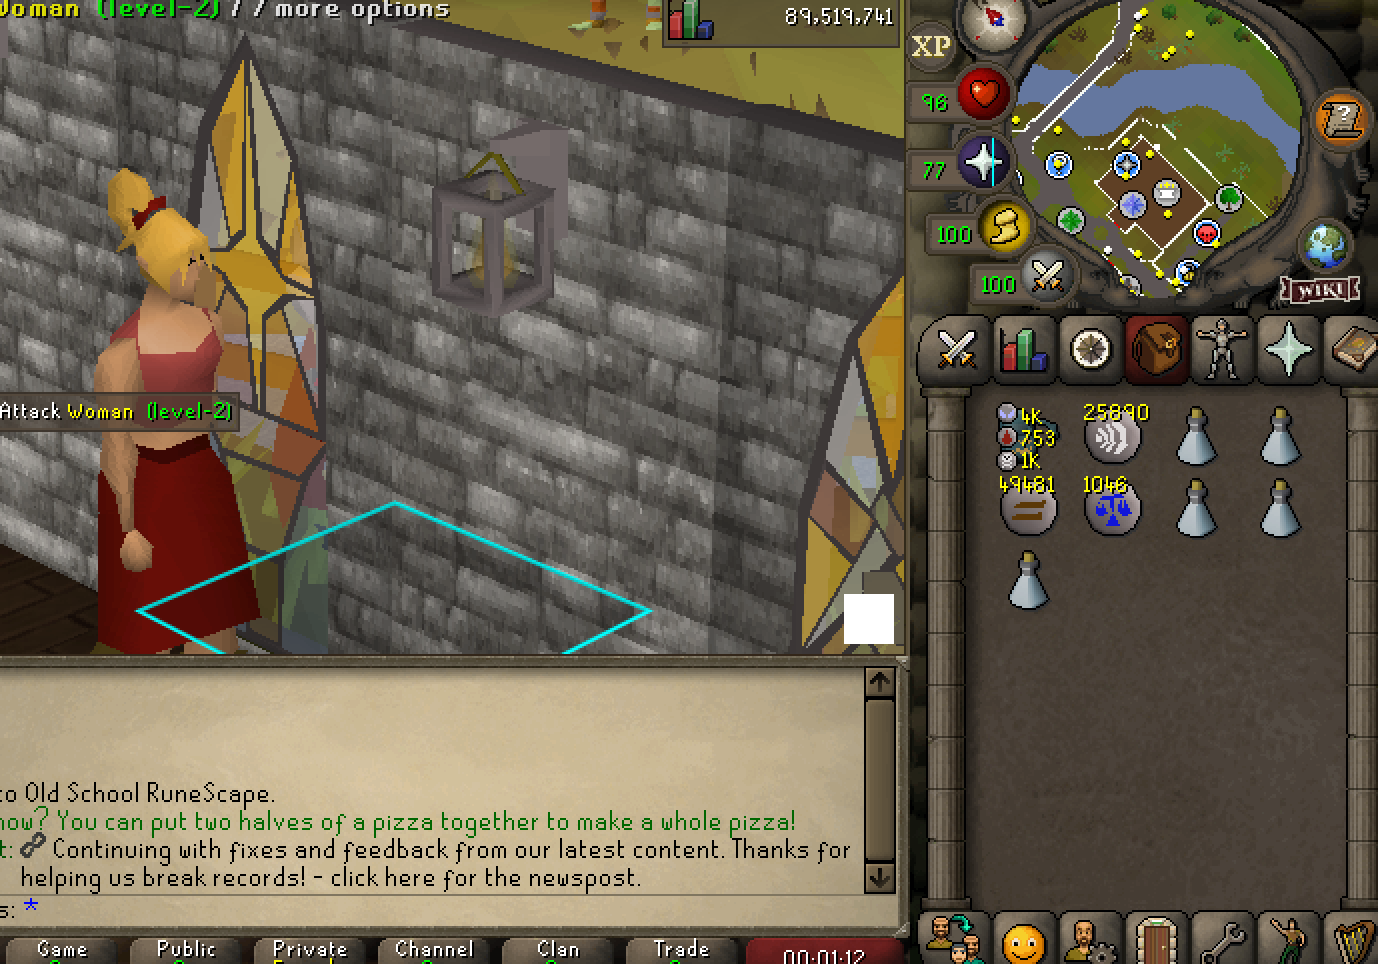 Woman (level-2) / 7 more options
89,519,741
XP
96
77
100
100
WIKI
Attack Woman (level-2)
4K
753
1K
25890
49481
1046
to Old School RuneScape.
now? You can put two halves of a pizza together to make a whole pizza!
t: Continuing with fixes and feedback from our latest content. Thanks for
helping us break records! - click here for the newspost.
s: *
Game
Public
Private
Channel
Clan
Trade
00:01:12